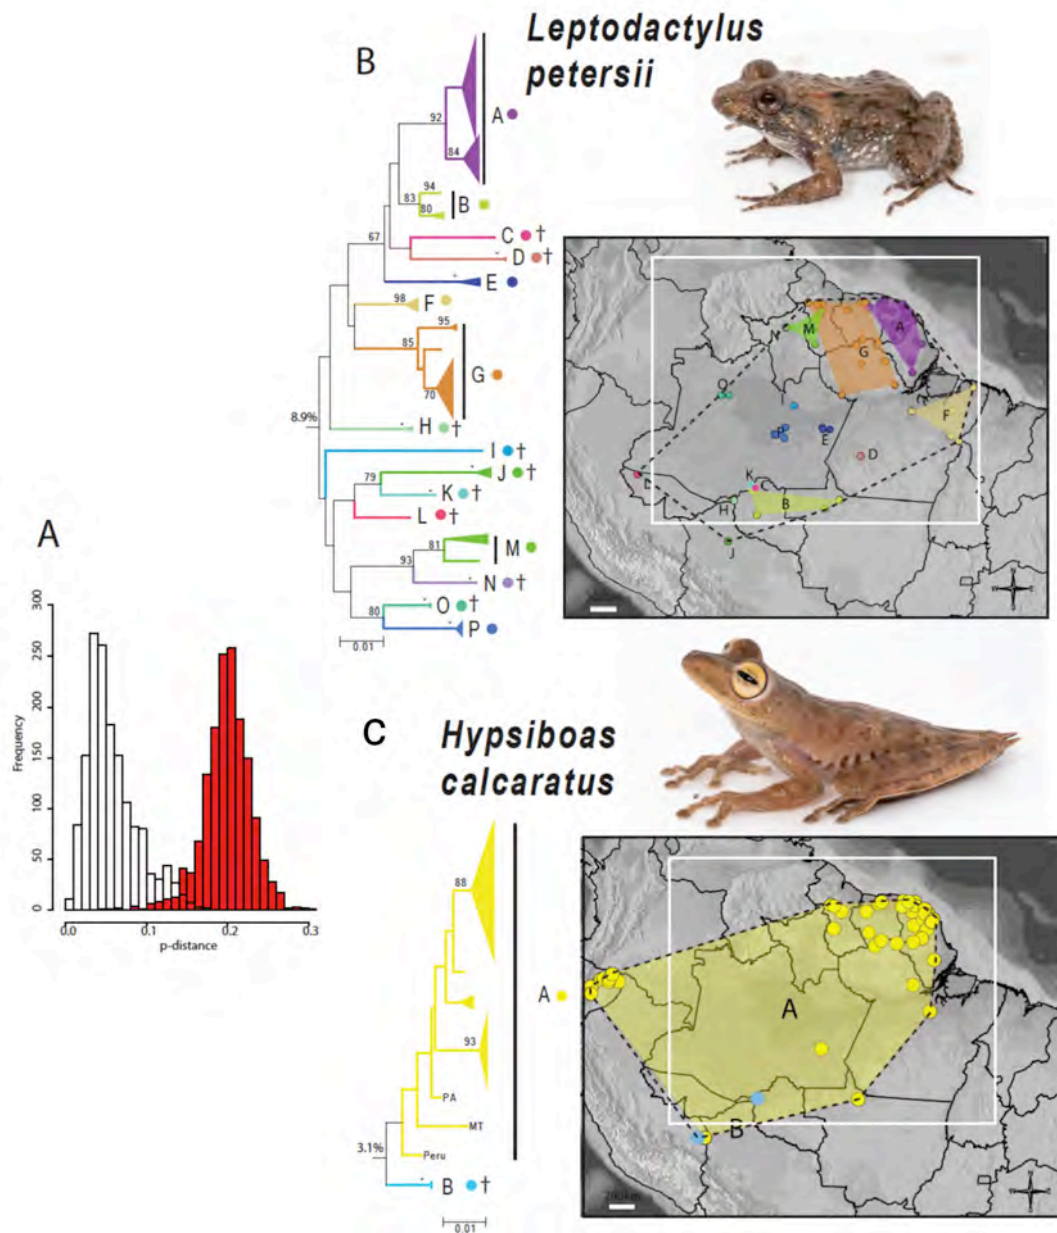 Leptodactylus
petersii
B
92
84
A
94
83
80
B
C †
D †
67
E
98
F
95
85
70
G
8.9%
H †
I †
J †
79
K †
L †
81
M
93
N †
O †
80
P
0.01
N
M
A
G
O
I
F
P
E
D
L
K
C
H
B
J
A
300
250
200
150
100
50
0
Frequency
0.0
0.1
0.2
0.3
p-distance
C
Hypsiboas
calcaratus
88
A
93
PA
MT
Peru
3.1%
B †
0.01
A
B
200km